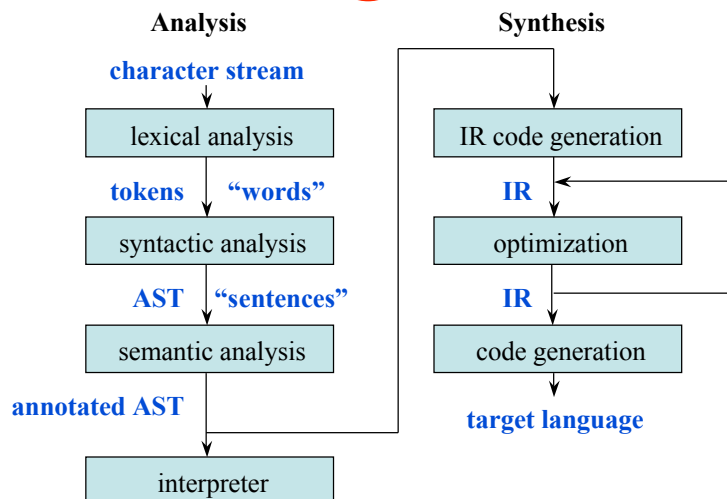 Analysis
character stream
lexical analysis
tokens “words”
syntactic analysis
AST “sentences”
semantic analysis
annotated AST
interpreter
Synthesis
IR code generation
IR
optimization
IR
code generation
target language